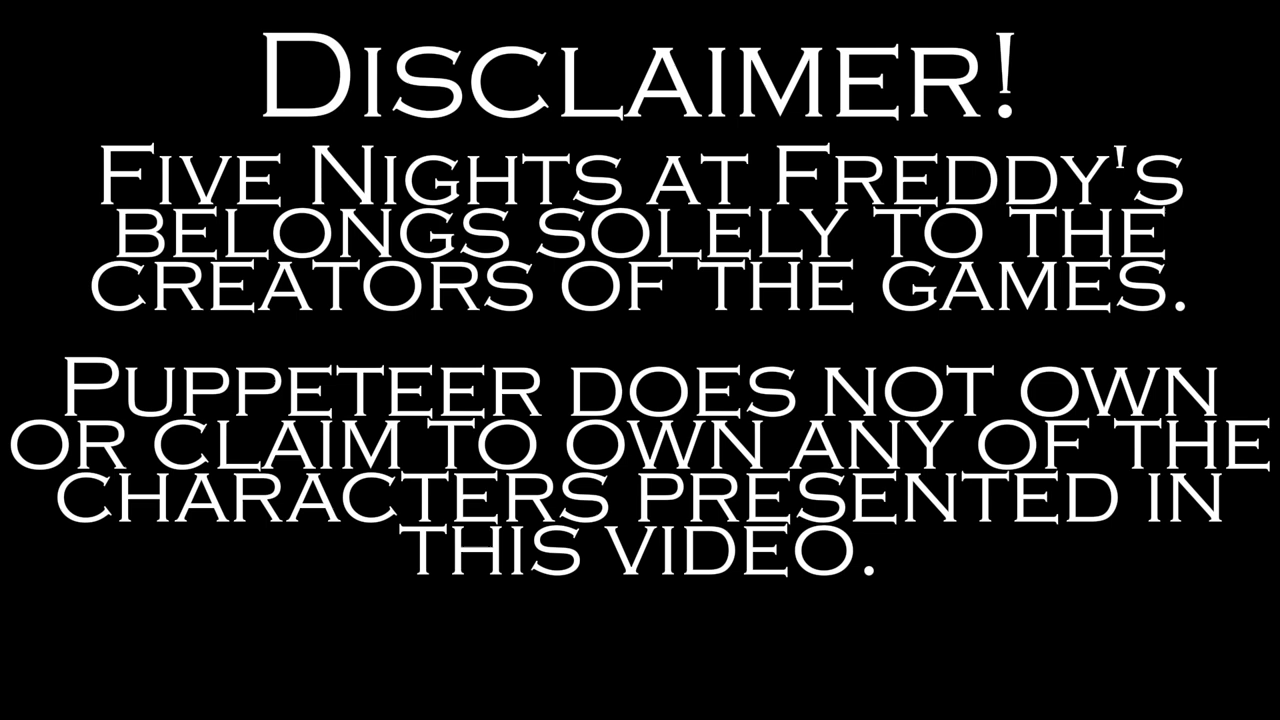 Disclaimer!
Five Nights at Freddy's
belongs solely to the
creators of the games.
Puppeteer does not own
or claim to own any of the
characters presented in
this video.